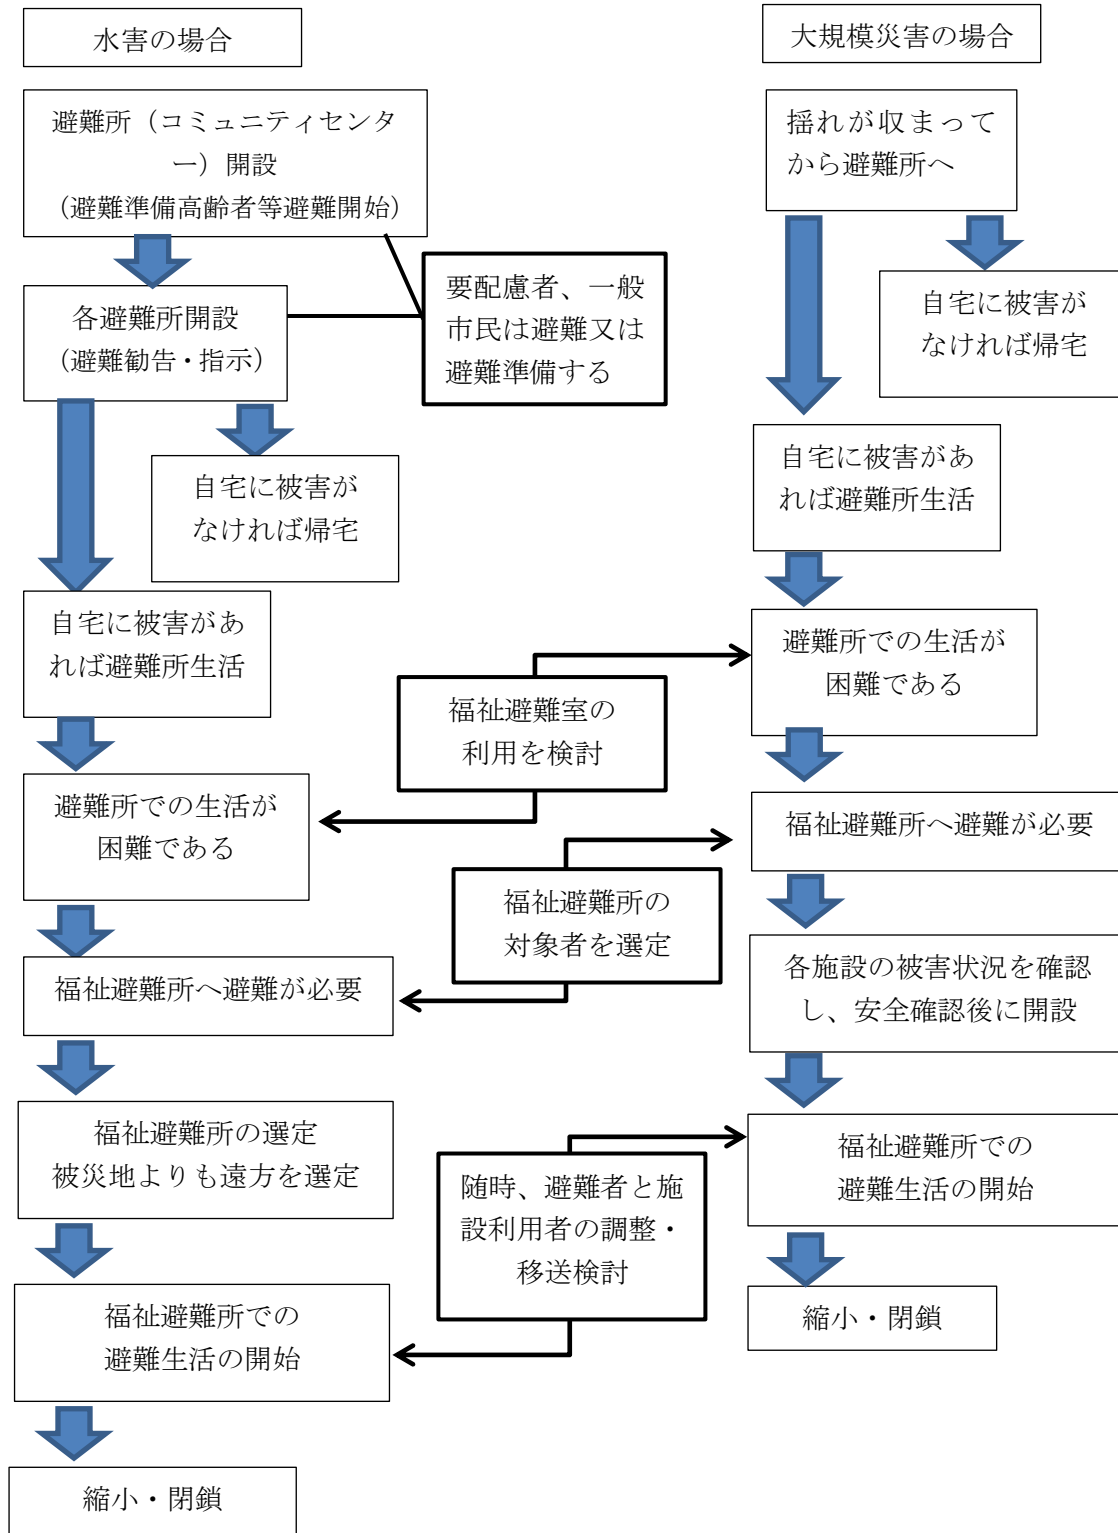 水害の場合
避難所（コミュニティセンタ
ー）開設
（避難準備高齢者等避難開始）
各避難所開設
（避難勧告・指示）
要配慮者、一般
市民は避難又は
避難準備する
自宅に被害が
なければ帰宅
自宅に被害があ
れば避難所生活
避難所での生活が
困難である
福祉避難所へ避難が必要
福祉避難所の選定
被災地よりも遠方を選定
福祉避難所での
避難生活の開始
縮小・閉鎖
福祉避難室の
利用を検討
福祉避難所の
対象者を選定
随時、避難者と施
設利用者の調整・
移送検討
大規模災害の場合
揺れが収まって
から避難所へ
自宅に被害が
なければ帰宅
自宅に被害があ
れば避難所生活
避難所での生活が
困難である
福祉避難所へ避難が必要
各施設の被害状況を確認
し、安全確認後に開設
福祉避難所での
避難生活の開始
縮小・閉鎖